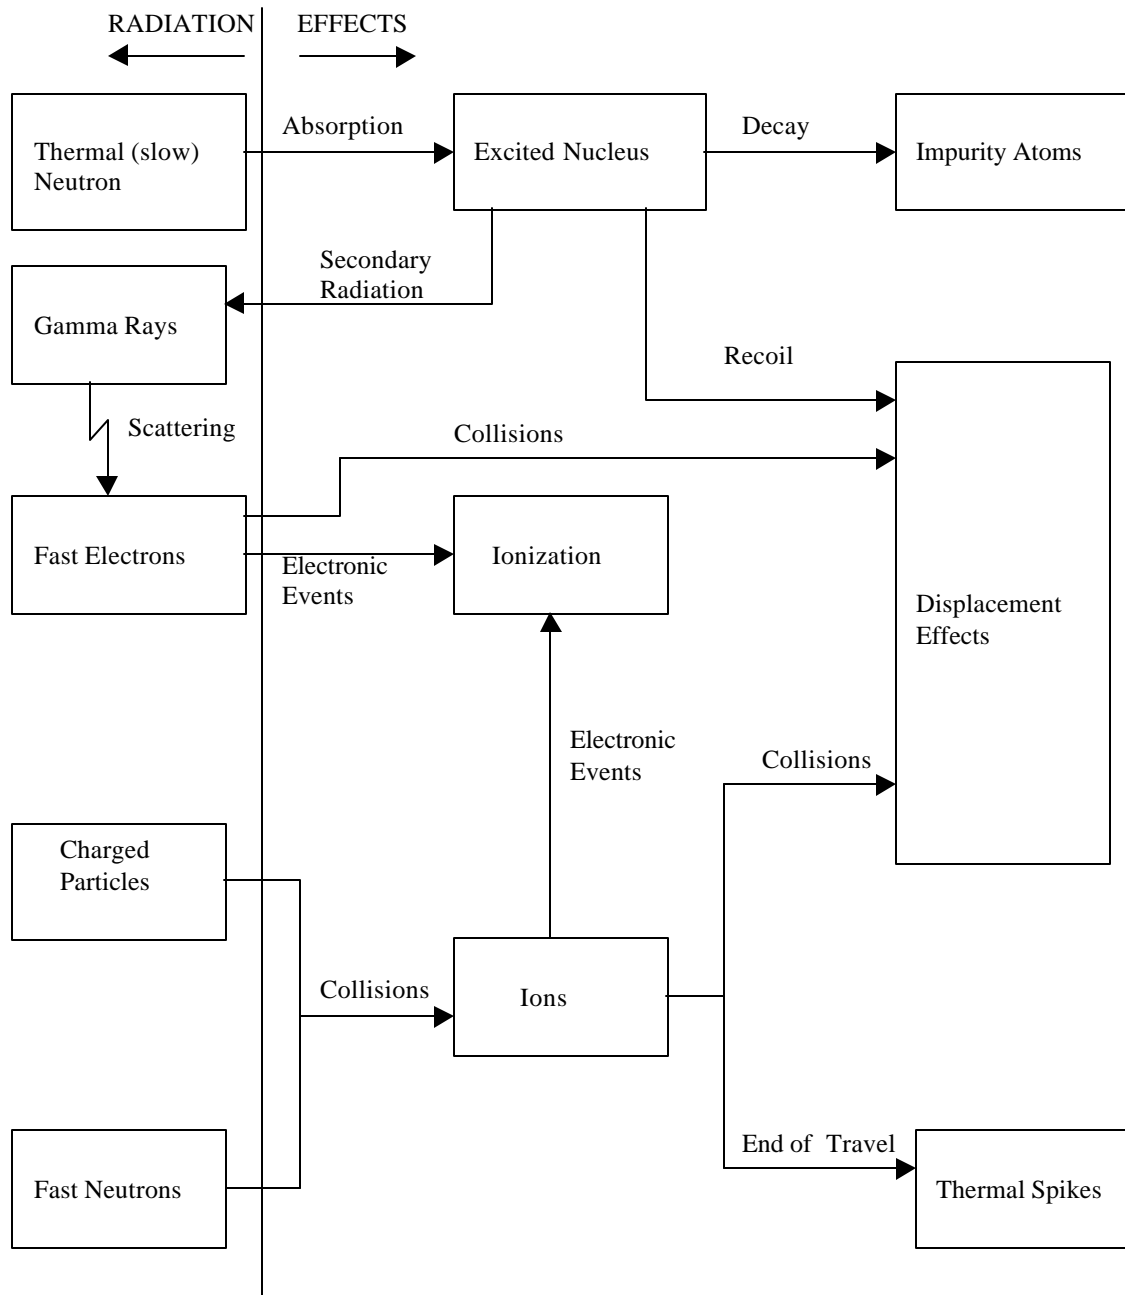 RADIATION
EFFECTS
Absorption
Decay
Thermal (slow)
Neutron
Excited Nucleus
Impurity Atoms
Secondary
Radiation
Gamma Rays
Recoil
Scattering
Collisions
Fast Electrons
Electronic
Events
Ionization
Displacement
Effects
Electronic
Events
Collisions
Charged
Particles
Collisions
Ions
End of Travel
Fast Neutrons
Thermal Spikes